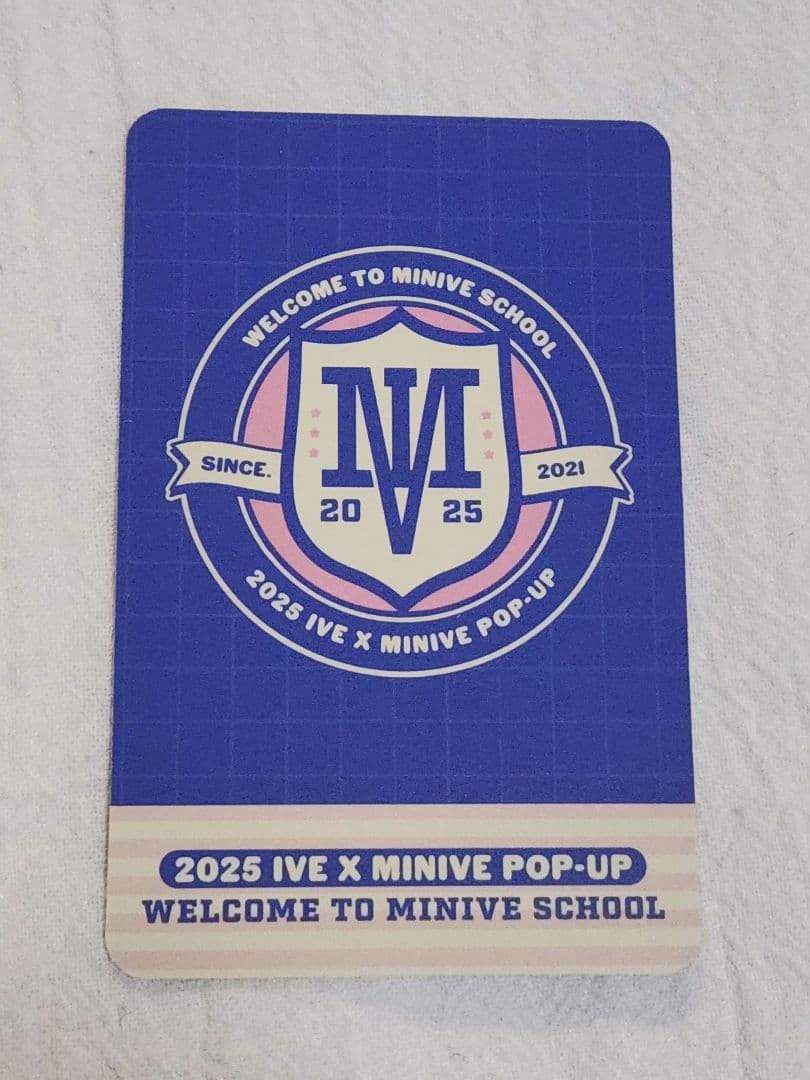 WELCOME TO MINIVE SCHOOL
SINCE. 2021
MV
20 25
2025 IVE X MINIVE POP-UP
2025 IVE X MINIVE POP-UP
WELCOME TO MINIVE SCHOOL